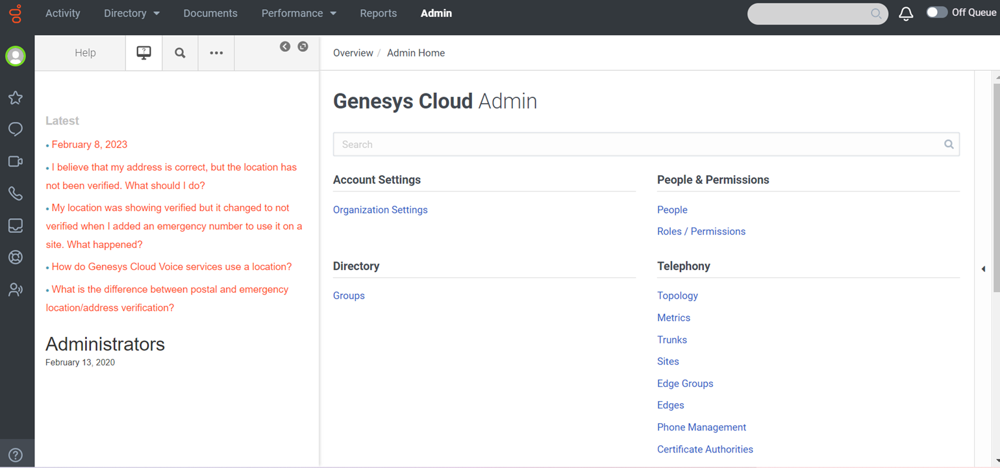 Activity Directory Documents Performance Reports Admin Off Queue
Help
Overview / Admin Home
Latest
• February 8, 2023
• I believe that my address is correct, but the location has
not been verified. What should I do?
• My location was showing verified but it changed to not
verified when I added an emergency number to use it on a
site. What happened?
• How do Genesys Cloud Voice services use a location?
• What is the difference between postal and emergency
location/address verification?
Administrators
February 13, 2020
Genesys Cloud Admin
Search
Account Settings
Organization Settings
People & Permissions
People
Roles / Permissions
Directory
Groups
Telephony
Topology
Metrics
Trunks
Sites
Edge Groups
Edges
Phone Management
Certificate Authorities